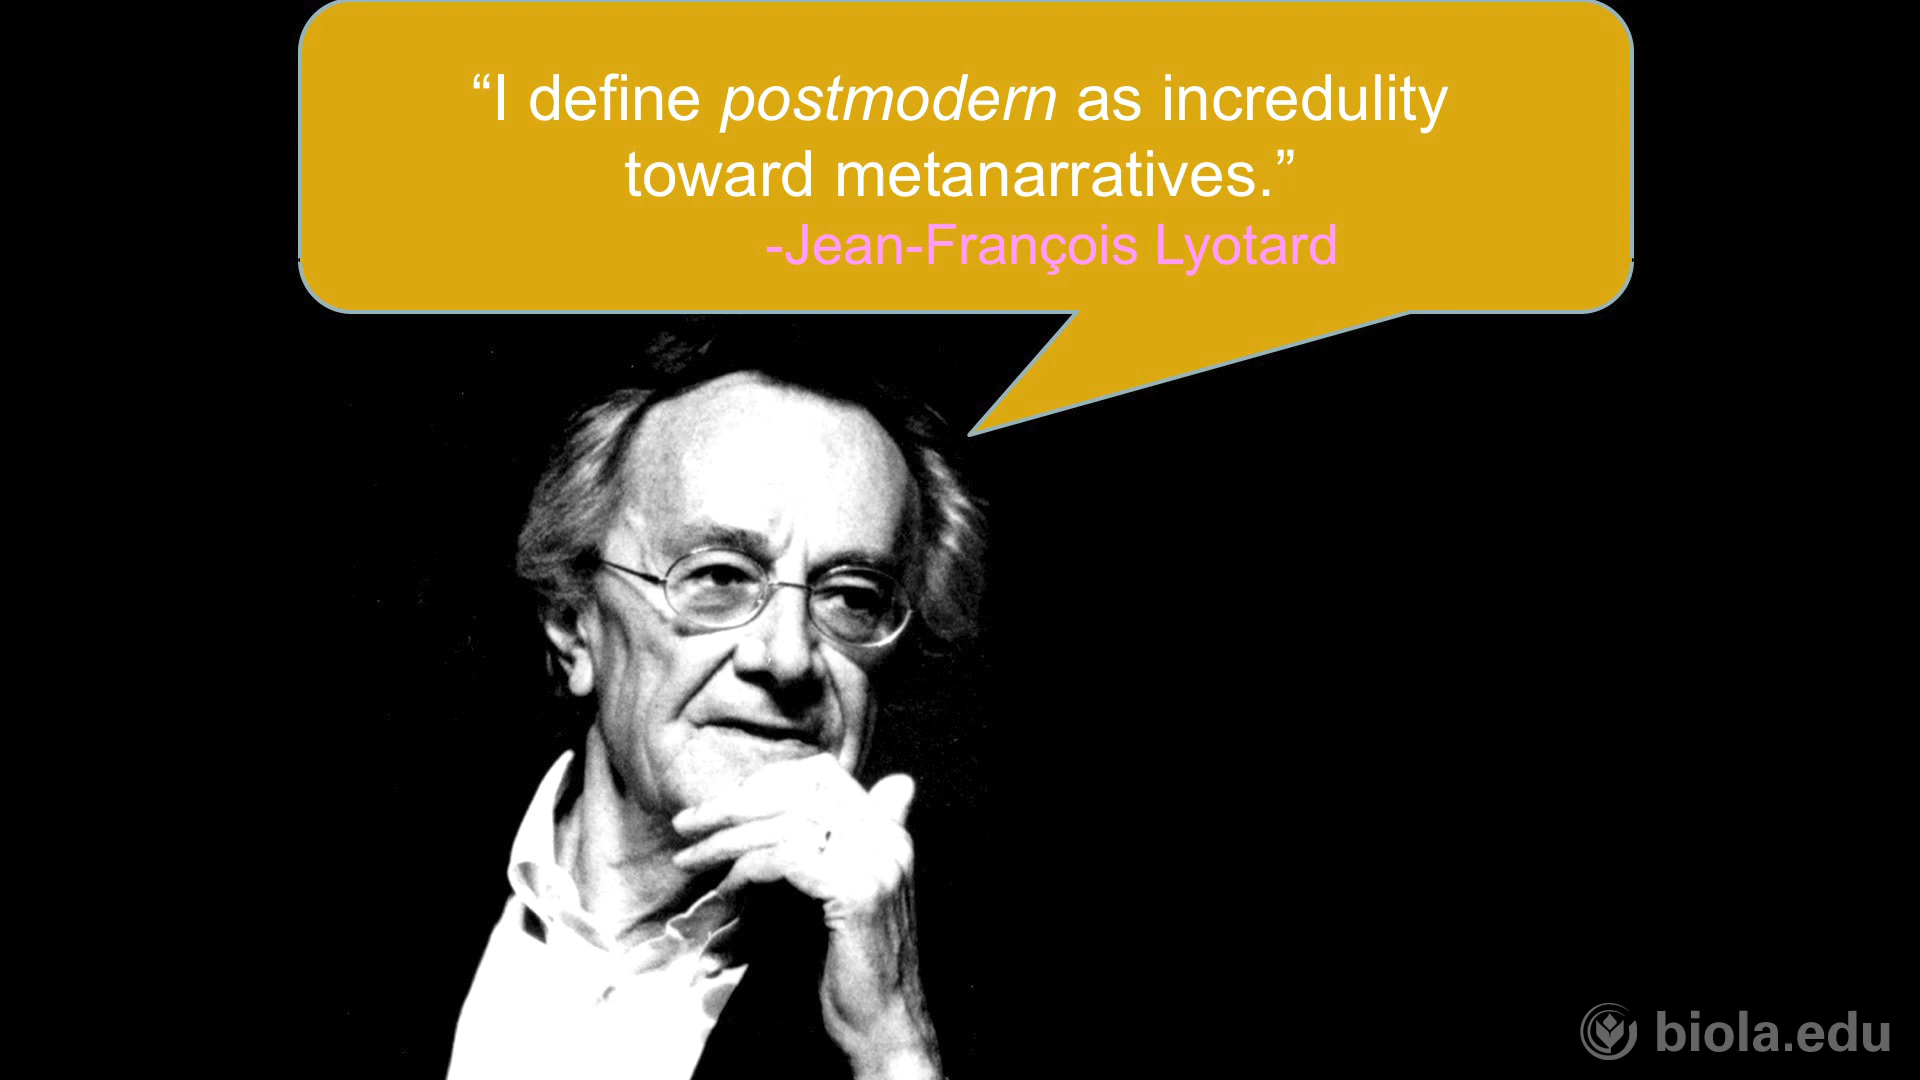 “I define postmodern as incredulity
toward metanarratives.”
-Jean-François Lyotard
biola.edu